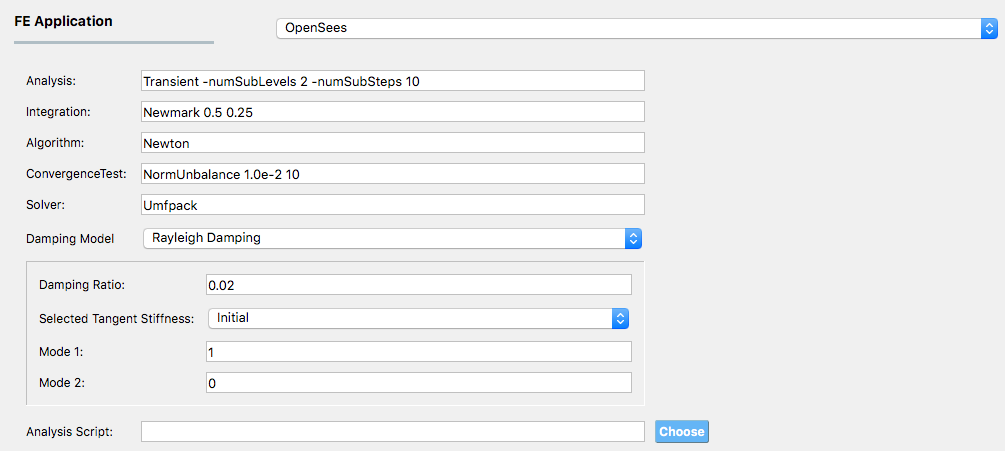 FE Application
OpenSees
Analysis: Transient -numSubLevels 2 -numSubSteps 10
Integration: Newmark 0.5 0.25
Algorithm: Newton
ConvergenceTest: NormUnbalance 1.0e-2 10
Solver: Umfpack
Damping Model Rayleigh Damping
Damping Ratio: 0.02
Selected Tangent Stiffness: Initial
Mode 1: 1
Mode 2: 0
Analysis Script: Choose